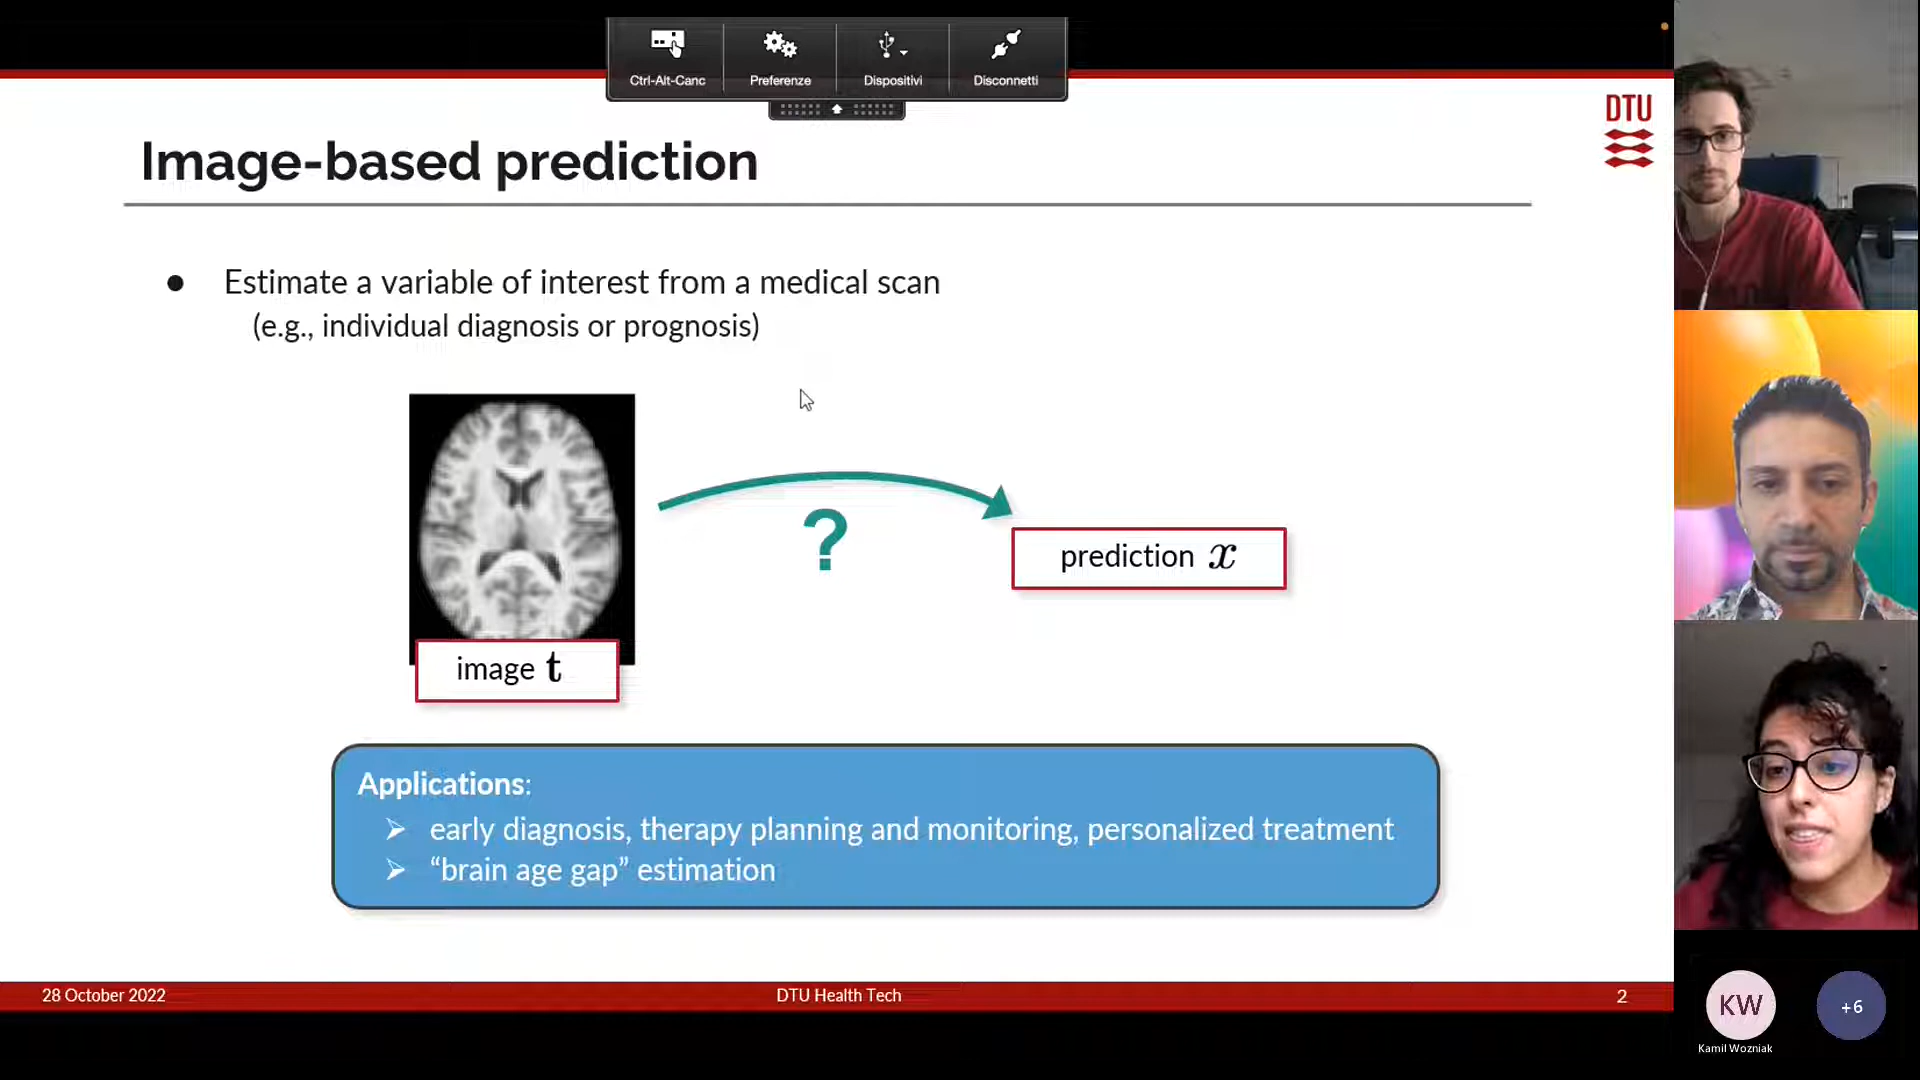 Ctrl-Alt-Canc
Preferenze
Dispositivi
Disconnetti
DTU
Image-based prediction
● Estimate a variable of interest from a medical scan
(e.g., individual diagnosis or prognosis)
?
prediction x
image t
Applications:
➢ early diagnosis, therapy planning and monitoring, personalized treatment
➢ “brain age gap” estimation
28 October 2022
DTU Health Tech
2
KW
+6
Kamil Wozniak